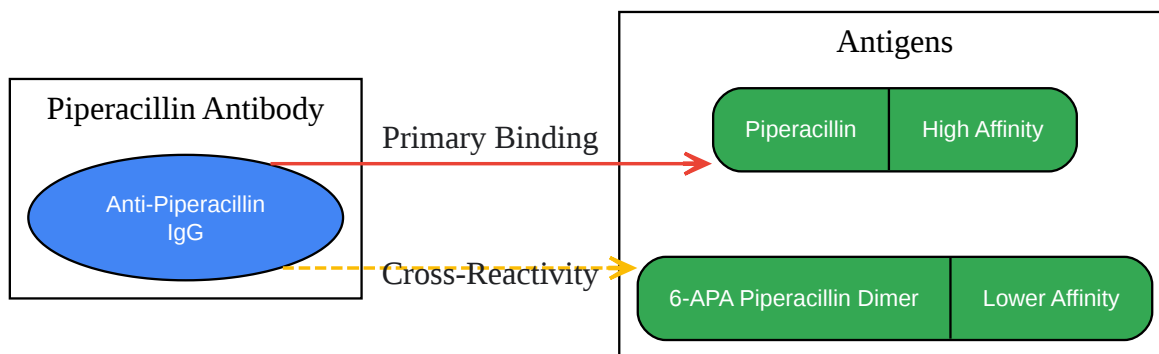 Antigens
Piperacillin Antibody
Primary Binding
Piperacillin
High Affinity
Anti-Piperacillin
IgG
Cross-Reactivity
6-APA Piperacillin Dimer
Lower Affinity